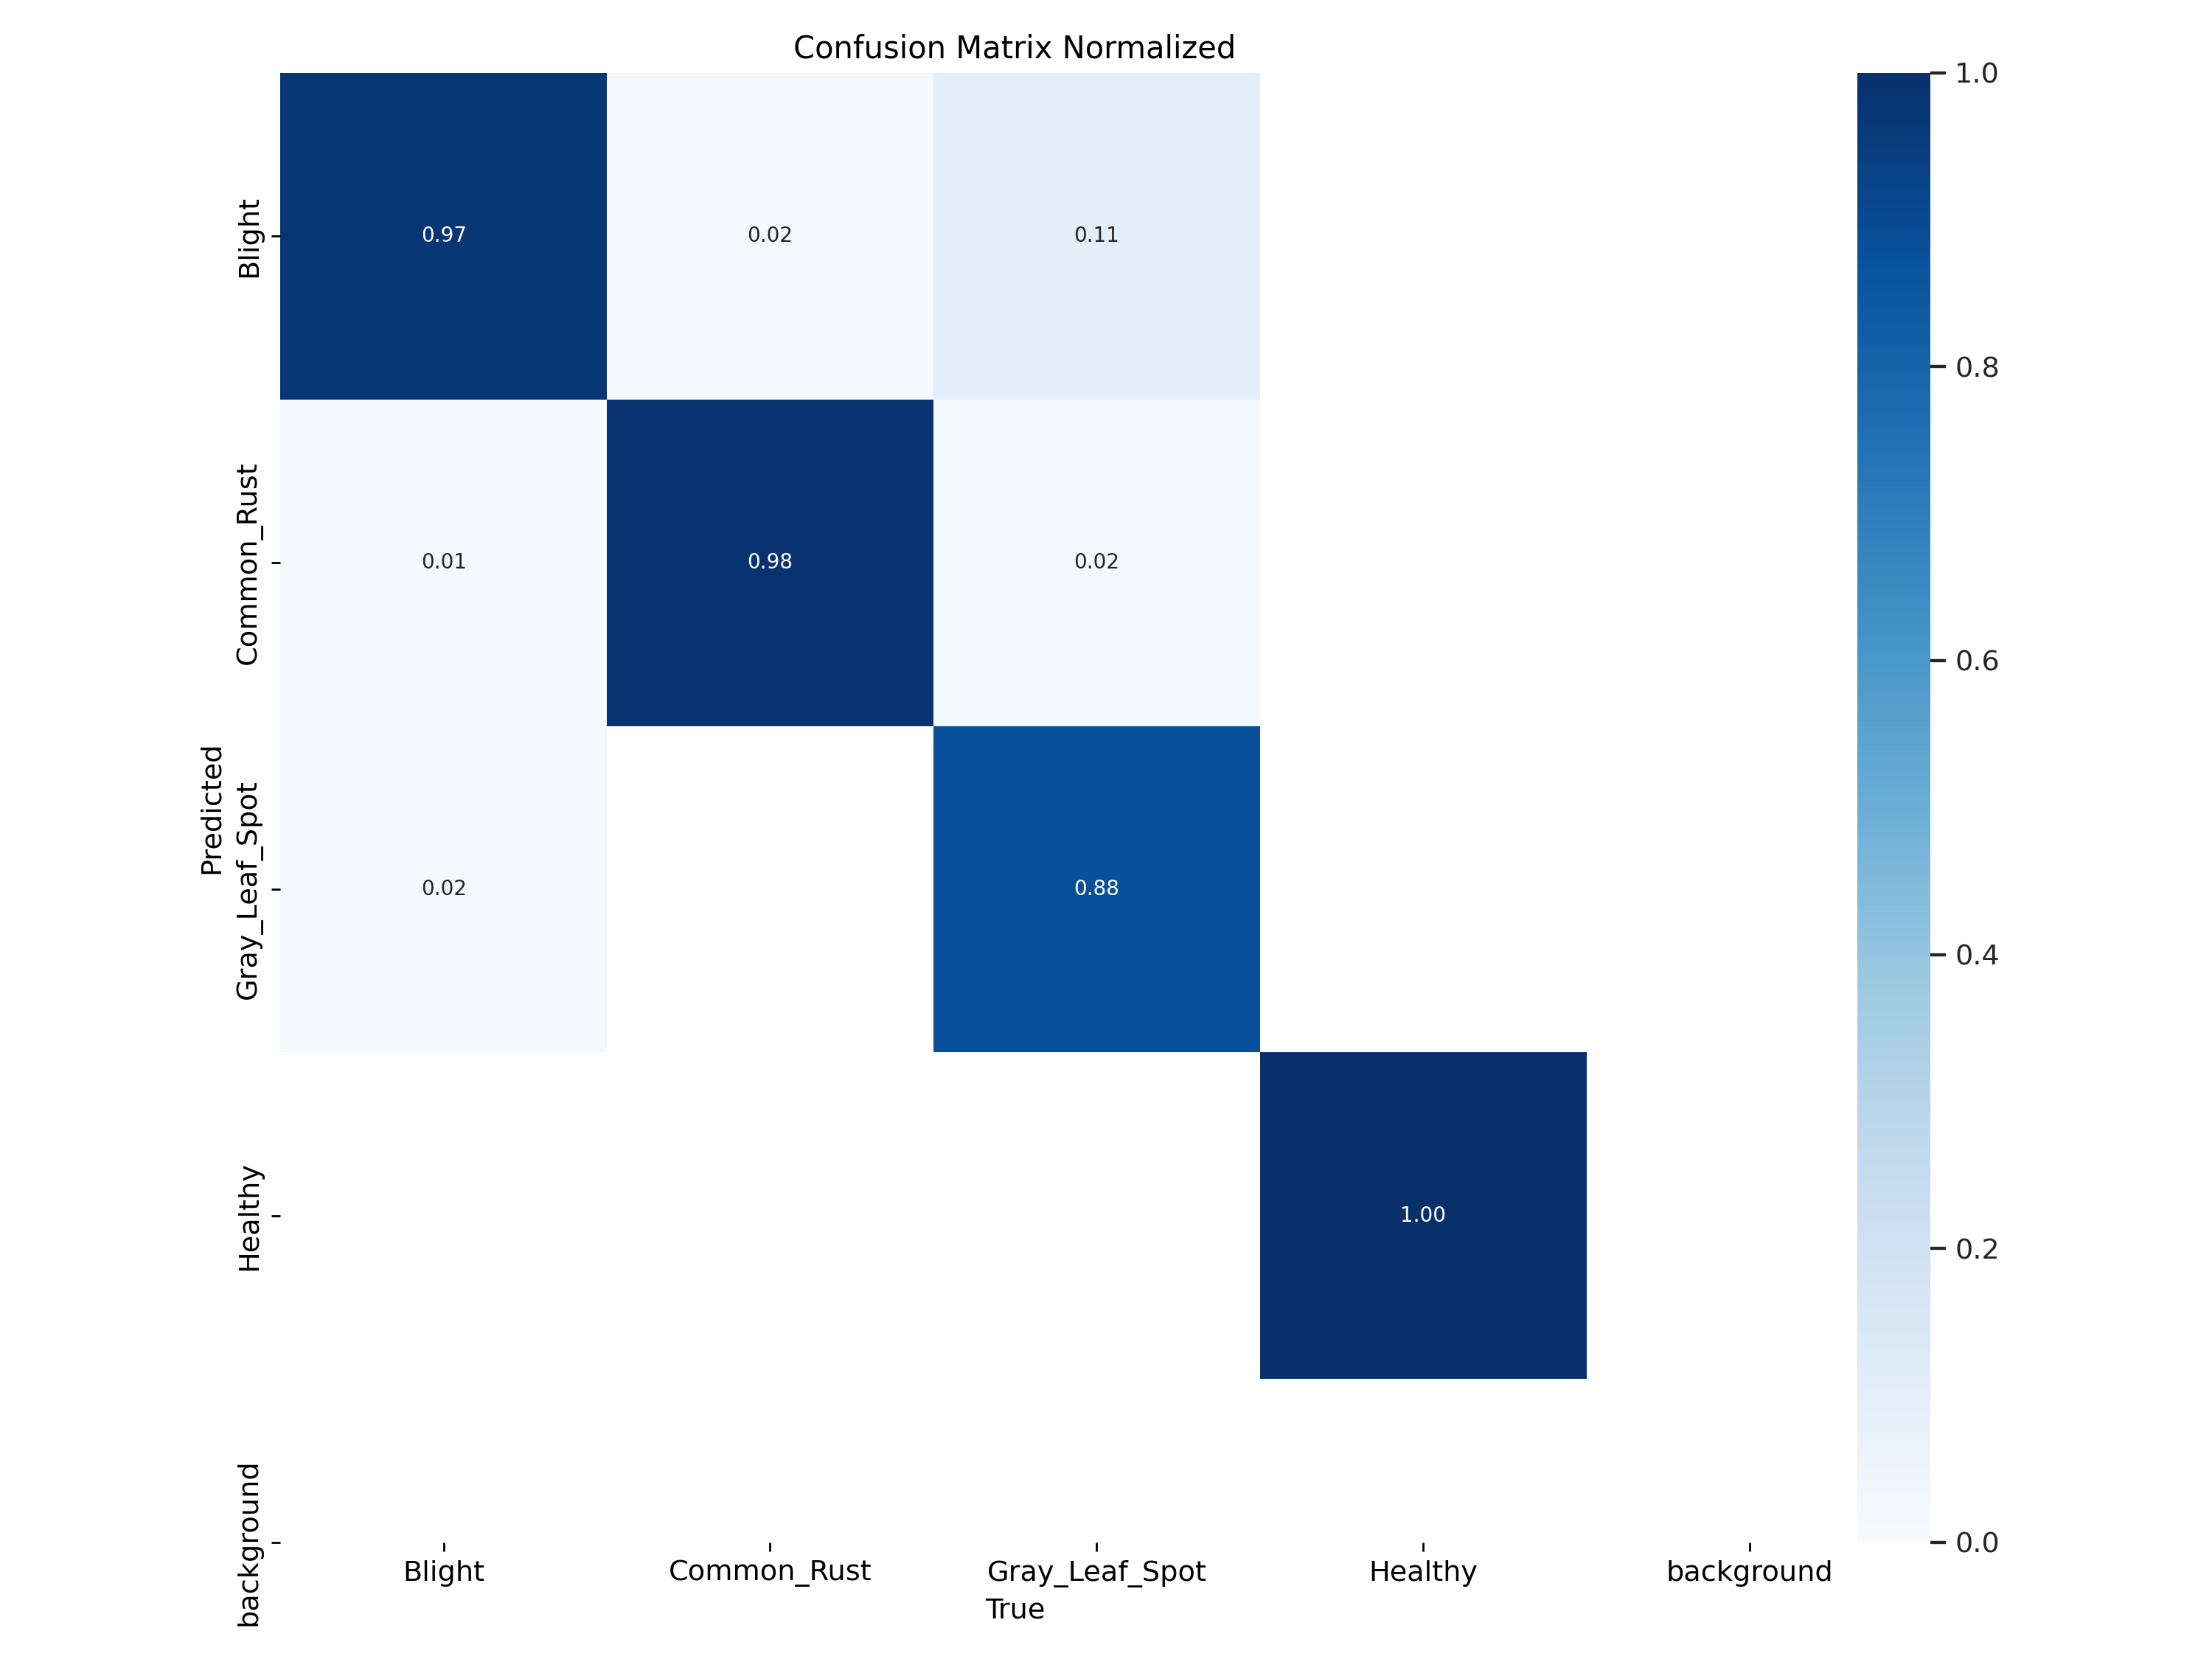 Confusion Matrix Normalized
Predicted
Blight
0.97
0.02
0.11
Common_Rust
0.01
0.98
0.02
Gray_Leaf_Spot
0.02
0.88
Healthy
1.00
background
Blight
Common_Rust
Gray_Leaf_Spot
Healthy
background
True
1.0
0.8
0.6
0.4
0.2
0.0